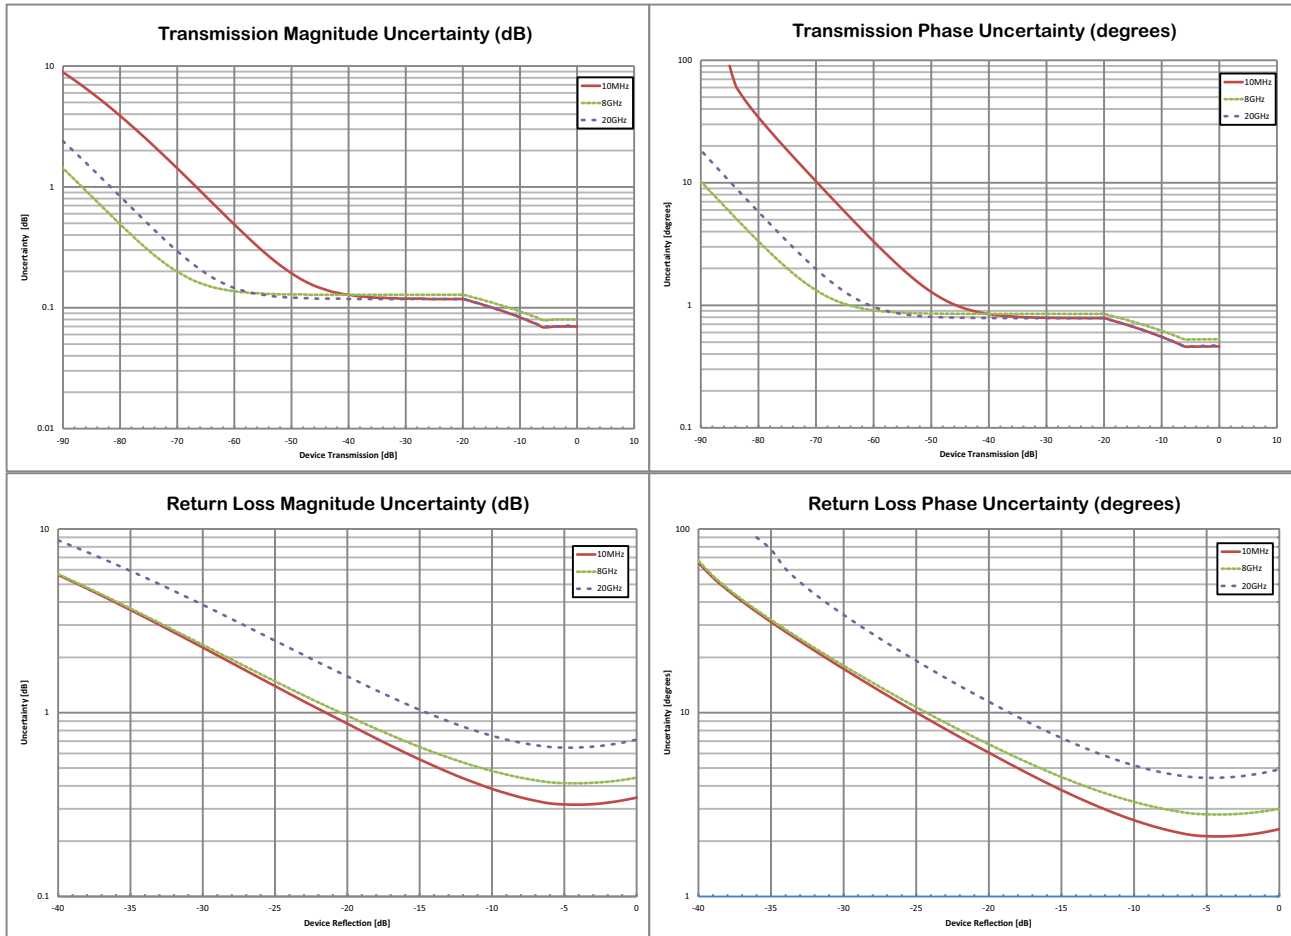 Transmission Magnitude Uncertainty (dB)
10
1
0.1
0.01
Uncertainty [dB]
10MHz
8GHz
20GHz
-90 -80 -70 -60 -50 -40 -30 -20 -10 0 10
Device Transmission [dB]
Transmission Phase Uncertainty (degrees)
100
10
1
0.1
Uncertainty [degrees]
10MHz
8GHz
20GHz
-90 -80 -70 -60 -50 -40 -30 -20 -10 0 10
Device Transmission [dB]
Return Loss Magnitude Uncertainty (dB)
10
1
0.1
Uncertainty [dB]
10MHz
8GHz
20GHz
-40 -35 -30 -25 -20 -15 -10 -5 0
Device Reflection [dB]
Return Loss Phase Uncertainty (degrees)
100
10
1
Uncertainty [degrees]
10MHz
8GHz
20GHz
-40 -35 -30 -25 -20 -15 -10 -5 0
Device Reflection [dB]